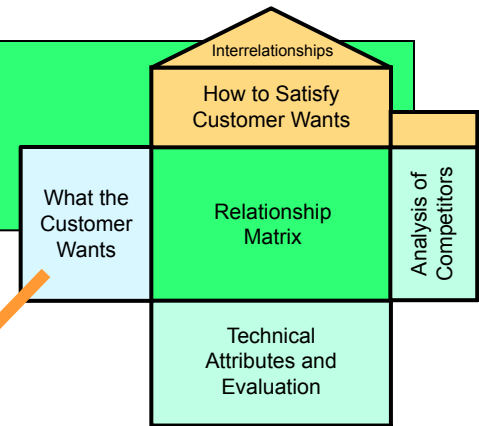 Interrelationships
How to Satisfy
Customer Wants
What the
Customer
Wants
Relationship
Matrix
Analysis of
Competitors
Technical
Attributes and
Evaluation